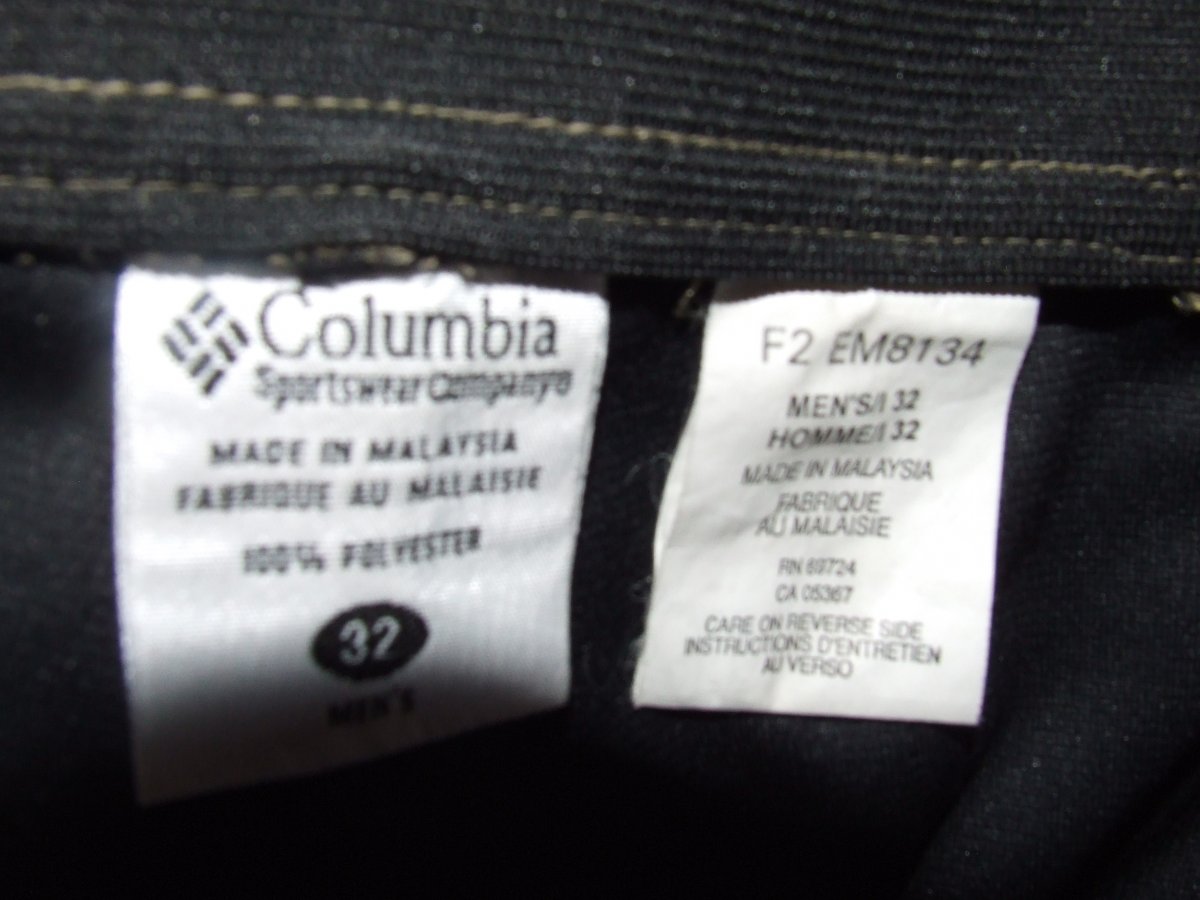 Columbia
Sportswear Company®
MADE IN MALAYSIA
FABRIQUE AU MALAISIE
100% POLYESTER
32
MEN'S
F2 EM8134
MEN'S/I 32
HOMME/I 32
MADE IN MALAYSIA
FABRIQUE
AU MALAISIE
RN 69724
CA 05367
CARE ON REVERSE SIDE
INSTRUCTIONS D'ENTRETIEN
AU VERSO